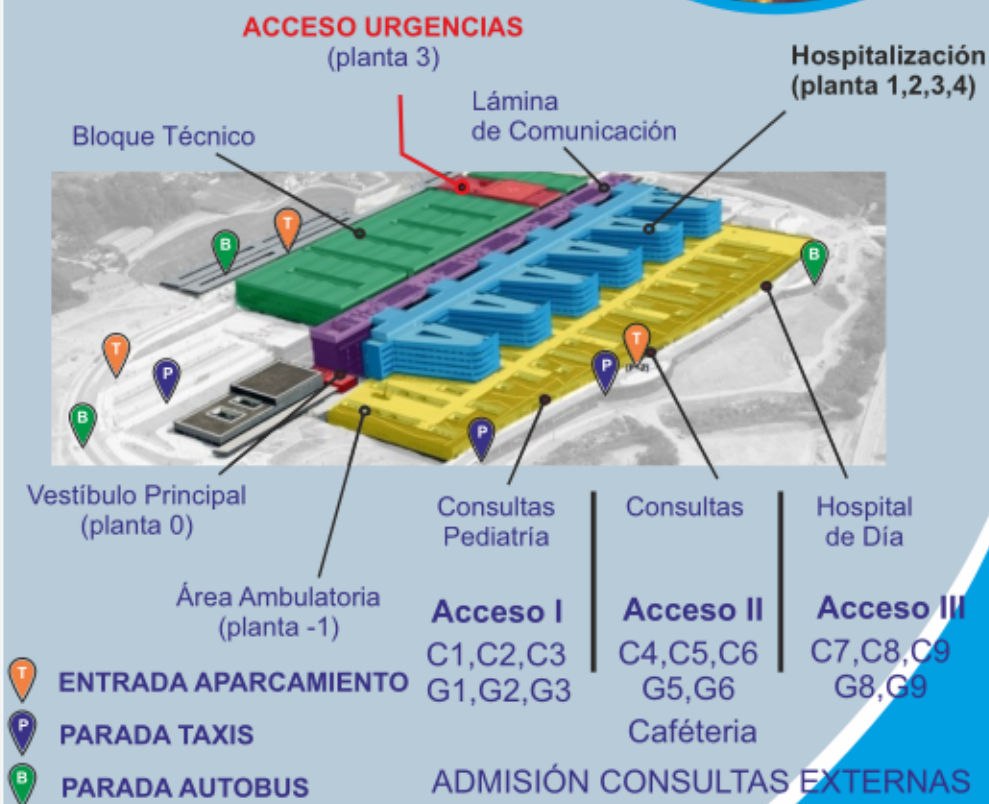 ACCESO URGENCIAS
(planta 3)
Hospitalización
(planta 1,2,3,4)
Lámina
de Comunicación
Bloque Técnico
T
B
B
T
P
T
P
B
P
Vestíbulo Principal
(planta 0)
Área Ambulatoria
(planta -1)
Consultas
Pediatría
Consultas
Hospital
de Día
Acceso I
C1,C2,C3
G1,G2,G3
Acceso II
C4,C5,C6
G5,G6
Caféteria
Acceso III
C7,C8,C9
G8,G9
T ENTRADA APARCAMIENTO
P PARADA TAXIS
B PARADA AUTOBUS
ADMISIÓN CONSULTAS EXTERNAS